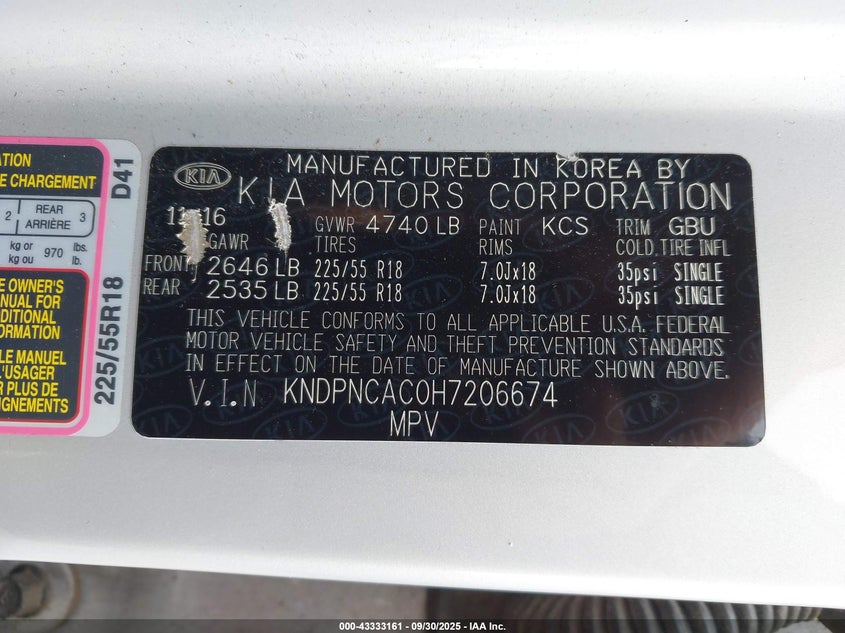 ATION
E CHARGEMENT
2 REAR ARRIÈRE 3
kg or kg ou 970 lbs. lb.
E OWNER'S
NUAL FOR
DITIONAL
ORMATION
LE MANUEL
L'USAGER
R PLUS DE
IGNEMENTS
D41
225/55R18
KIA
MANUFACTURED IN KOREA BY
KIA MOTORS CORPORATION
16 GVWR 4740 LB PAINT KCS TRIM GBU
GAWR TIRES RIMS COLD TIRE INFL
FRONT 2646 LB 225/55 R18 7.0Jx18 35psi SINGLE
REAR 2535 LB 225/55 R18 7.0Jx18 35psi SINGLE
THIS VEHICLE CONFORMS TO ALL APPLICABLE U.S.A. FEDERAL
MOTOR VEHICLE SAFETY AND THEFT PREVENTION STANDARDS
IN EFFECT ON THE DATE OF MANUFACTURE SHOWN ABOVE.
V.I.N KNDPNCAC0H7206674
MPV
000-43333161 - 09/30/2025 - IAA Inc.